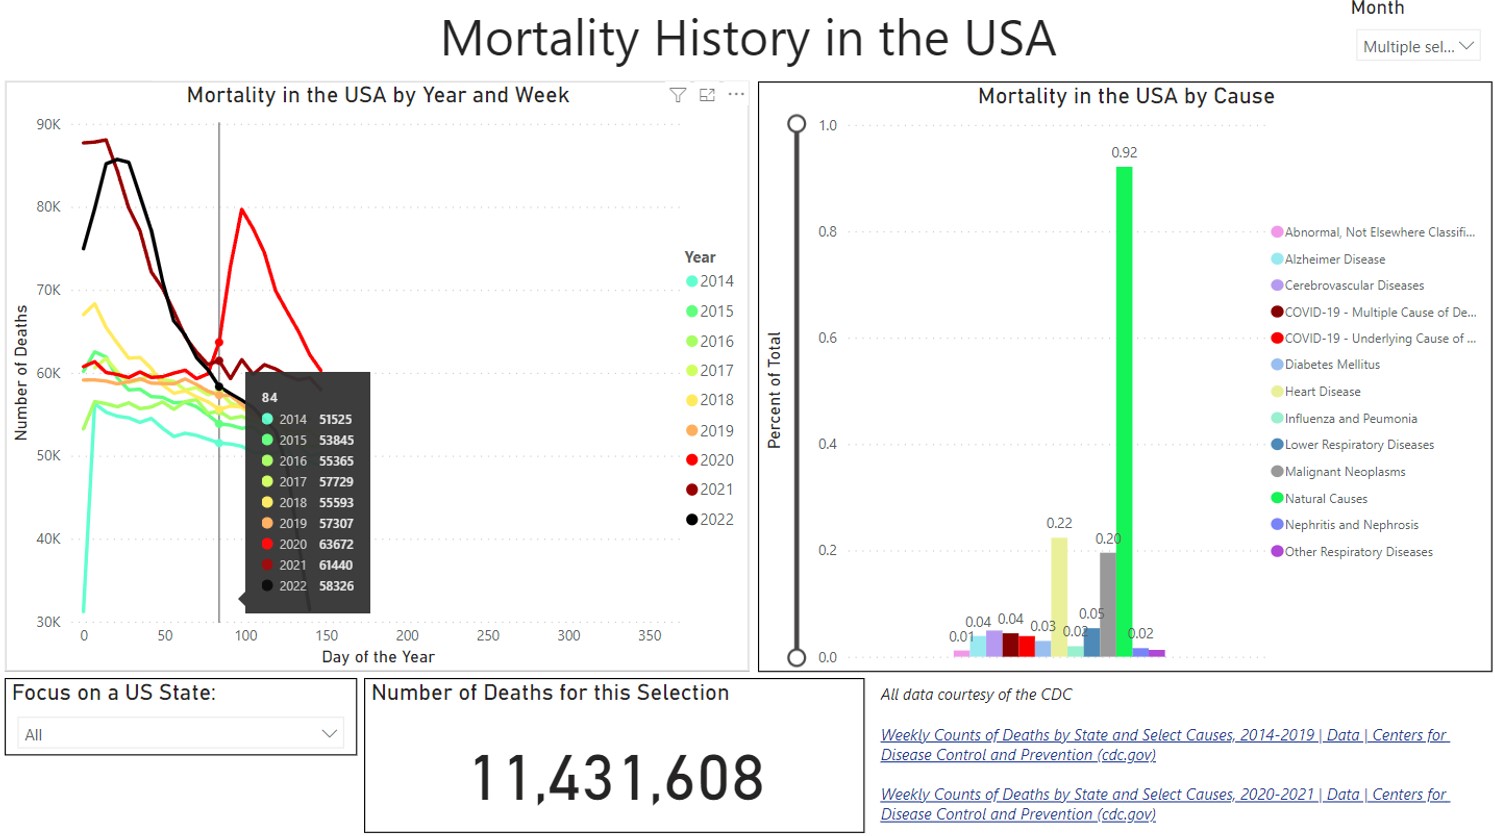 Mortality History in the USA
Month
Multiple sel...
Mortality in the USA by Year and Week
90K
80K
70K
60K
50K
40K
30K
Number of Deaths
0 50 100 150 200 250 300 350
Day of the Year
84
2014 51525
2015 53845
2016 55365
2017 57729
2018 55593
2019 57307
2020 63672
2021 61440
2022 58326
Year
2014
2015
2016
2017
2018
2019
2020
2021
2022
Mortality in the USA by Cause
1.0
0.8
0.6
0.4
0.2
0.0
Percent of Total
0.01
0.04
0.04
0.03
0.22
0.02
0.05
0.20
0.92
0.02
Abnormal, Not Elsewhere Classifi...
Alzheimer Disease
Cerebrovascular Diseases
COVID-19 - Multiple Cause of De...
COVID-19 - Underlying Cause of ...
Diabetes Mellitus
Heart Disease
Influenza and Peumonia
Lower Respiratory Diseases
Malignant Neoplasms
Natural Causes
Nephritis and Nephrosis
Other Respiratory Diseases
Focus on a US State:
All
Number of Deaths for this Selection
11,431,608
All data courtesy of the CDC
Weekly Counts of Deaths by State and Select Causes, 2014-2019 | Data | Centers for
Disease Control and Prevention (cdc.gov)
Weekly Counts of Deaths by State and Select Causes, 2020-2021 | Data | Centers for
Disease Control and Prevention (cdc.gov)